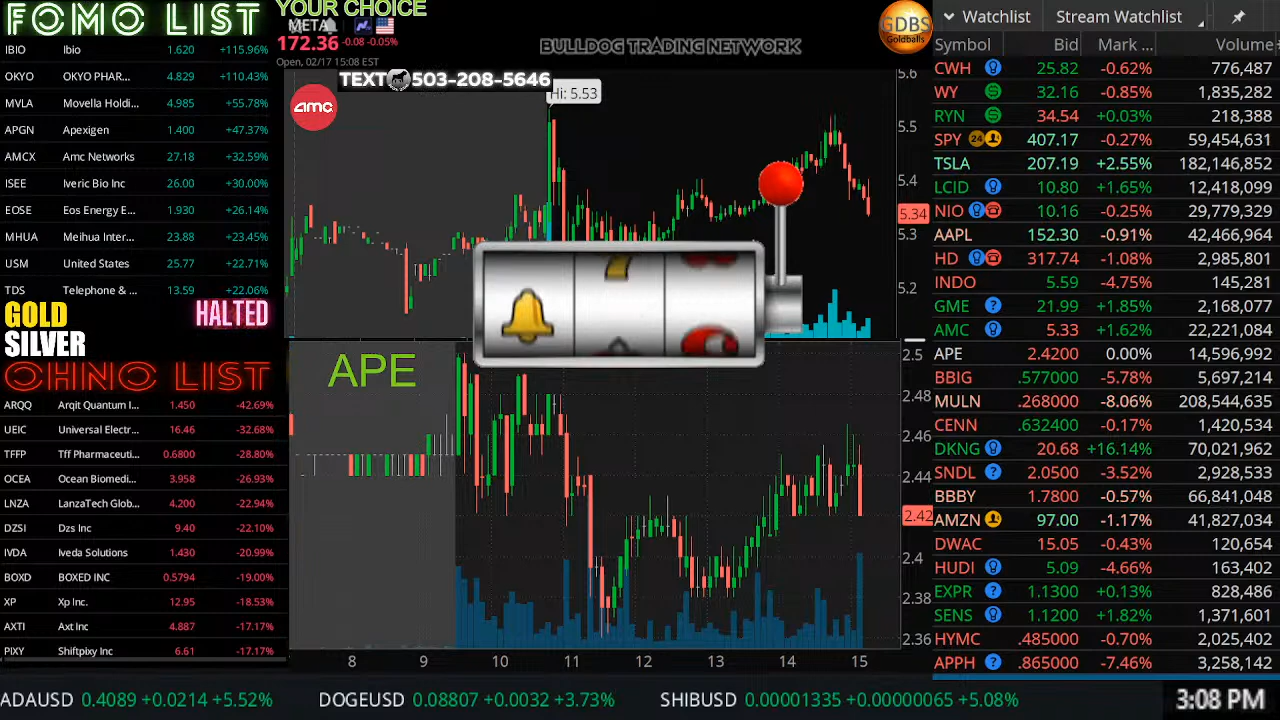 FOMO LIST
IBIO Ibio 1.620 +115.96%
OKYO OKYO PHAR... 4.829 +110.43%
MVLA Movella Holdi... 4.985 +55.78%
APGN Apexigen 1.400 +47.37%
AMCX Amc Networks 27.18 +32.59%
ISEE Iveric Bio Inc 26.00 +30.00%
EOSE Eos Energy E... 1.930 +26.14%
MHUA Meihua Inter... 23.88 +23.45%
USM United States 25.77 +22.71%
TDS Telephone &... 13.59 +22.06%
GOLD
SILVER
HALTED
OHNO LIST
ARQQ Arqit Quantum I... 1.450 -42.69%
UEIC Universal Electr... 16.46 -32.68%
TFFP Tff Pharmaceuti... 0.6800 -28.80%
OCEA Ocean Biomedi... 3.958 -26.93%
LNZA LanzaTech Glob... 4.200 -22.94%
DZSI Dzs Inc 9.40 -22.10%
IVDA Iveda Solutions 1.430 -20.99%
BOXD BOXED INC 0.5794 -19.00%
XP Xp Inc. 12.95 -18.53%
AXTI Axt Inc 4.887 -17.17%
PIXY Shiftpixy Inc 6.61 -17.17%
YOUR CHOICE
META
172.36 -0.08 -0.05%
Open, 02/17 15:08 EST
BULLDOG TRADING NETWORK
GDBS
Goldballs
TEXT 503-208-5646
amc
Hi: 5.53
5.6
5.5
5.4
5.34
5.3
5.2
7
APE
2.5
2.48
2.46
2.44
2.42
2.4
2.38
2.36
8 9 10 11 12 13 14 15
Watchlist Stream Watchlist
Symbol Bid Mark ... Volume
CWH 25.82 -0.62% 776,487
WY 32.16 -0.85% 1,835,282
RYN 34.54 +0.03% 218,388
SPY 24 407.17 -0.27% 59,454,631
TSLA 207.19 +2.55% 182,146,852
LCID 10.80 +1.65% 12,418,099
NIO 10.16 -0.25% 29,779,329
AAPL 152.30 -0.91% 42,466,964
HD 317.74 -1.08% 2,985,801
INDO 5.59 -4.75% 145,281
GME 21.99 +1.85% 2,168,077
AMC 5.33 +1.62% 22,221,084
APE 2.4200 0.00% 14,596,992
BBIG .577000 -5.78% 5,697,214
MULN .268000 -8.06% 208,544,635
CENN .632400 -0.17% 1,420,534
DKNG 20.68 +16.14% 70,021,962
SNDL 2.0500 -3.52% 2,928,533
BBBY 1.7800 -0.57% 66,841,048
AMZN 97.00 -1.17% 41,827,034
DWAC 15.05 -0.43% 120,654
HUDI 5.09 -4.66% 163,402
EXPR 1.1300 +0.13% 828,486
SENS 1.1200 +1.82% 1,371,601
HYMC .485000 -0.70% 2,025,402
APPH .865000 -7.46% 3,258,142
ADAUSD 0.4089 +0.0214 +5.52% DOGEUSD 0.08807 +0.0032 +3.73% SHIBUSD 0.00001335 +0.00000065 +5.08%
3:08 PM